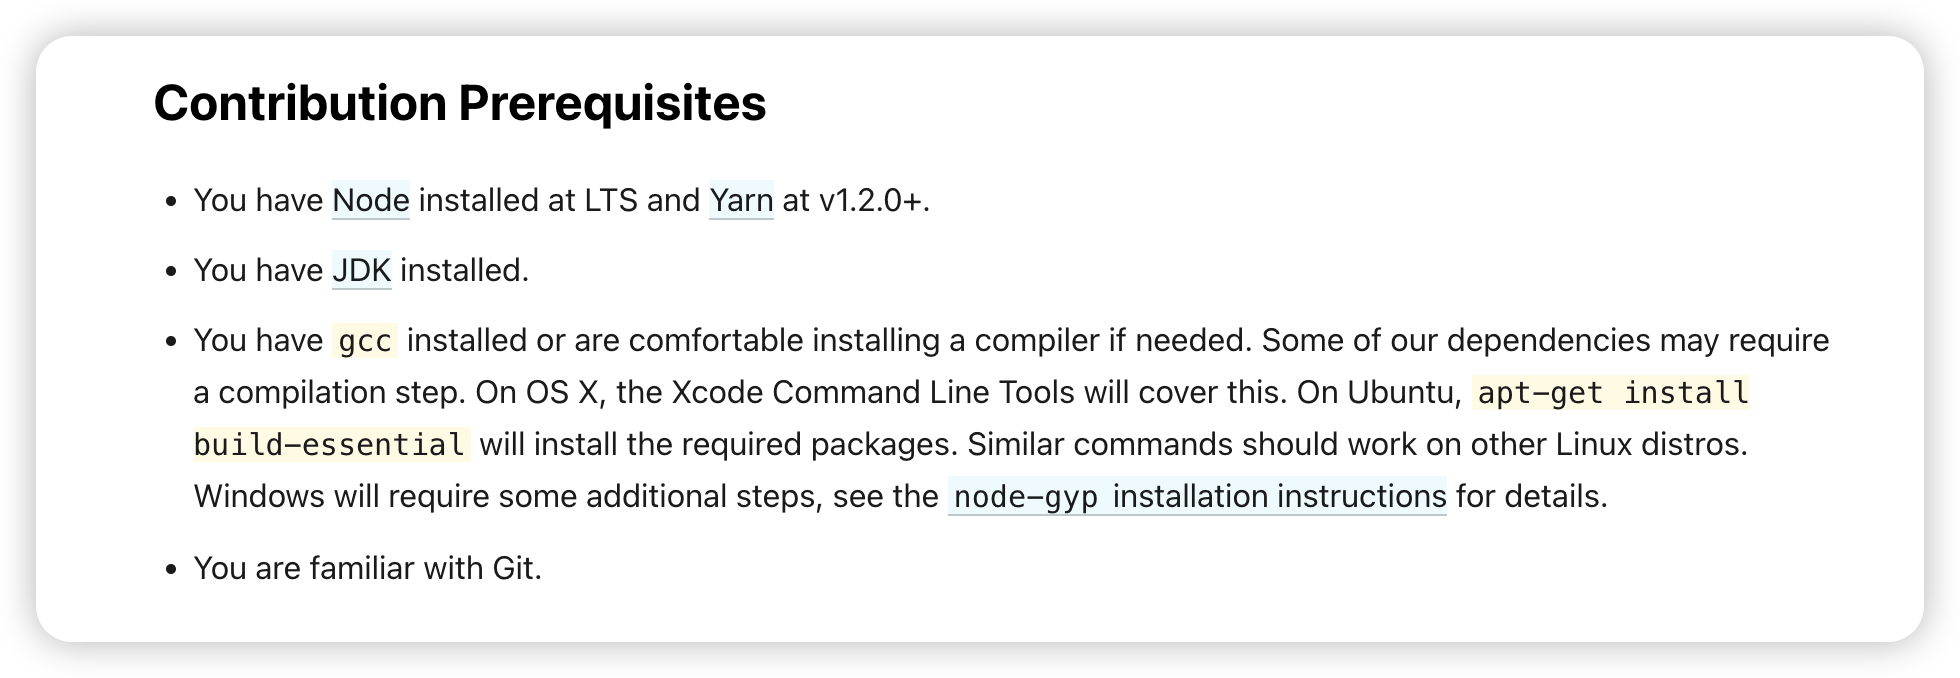 Contribution Prerequisites
• You have Node installed at LTS and Yarn at v1.2.0+.
• You have JDK installed.
• You have gcc installed or are comfortable installing a compiler if needed. Some of our dependencies may require
a compilation step. On OS X, the Xcode Command Line Tools will cover this. On Ubuntu, apt-get install
build-essential will install the required packages. Similar commands should work on other Linux distros.
Windows will require some additional steps, see the node-gyp installation instructions for details.
• You are familiar with Git.